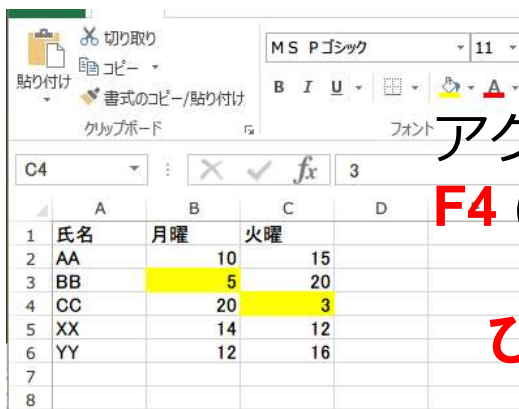 切り取り
コピー
書式のコピー/貼り付け
貼り付け
クリップボード
MS Pゴシック 11
B I U A
フォント
アク
F4
ひ
C4 fx 3
A B C D
1 氏名 月曜 火曜
2 AA 10 15
3 BB 5 20
4 CC 20 3
5 XX 14 12
6 YY 12 16
7
8